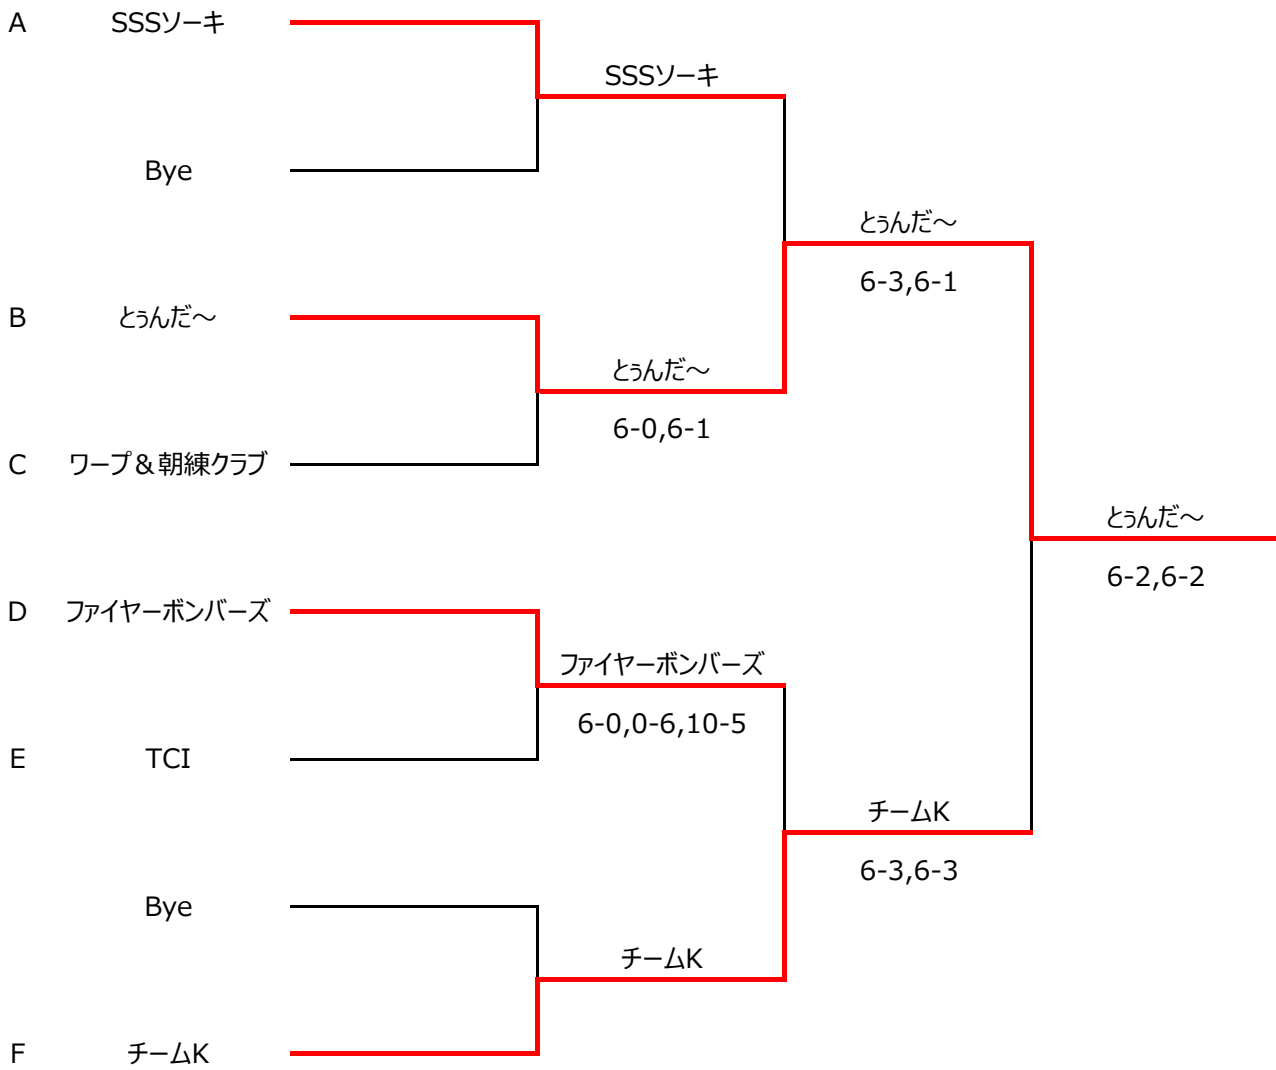 A SSSソーキ
SSSソーキ
Bye
とぅんだ～
6-3,6-1
B とぅんだ～
とぅんだ～
6-0,6-1
C ワープ＆朝練クラブ
とぅんだ～
6-2,6-2
D ファイヤーボンバーズ
ファイヤーボンバーズ
6-0,0-6,10-5
E TCI
チームK
6-3,6-3
Bye
チームK
F チームK